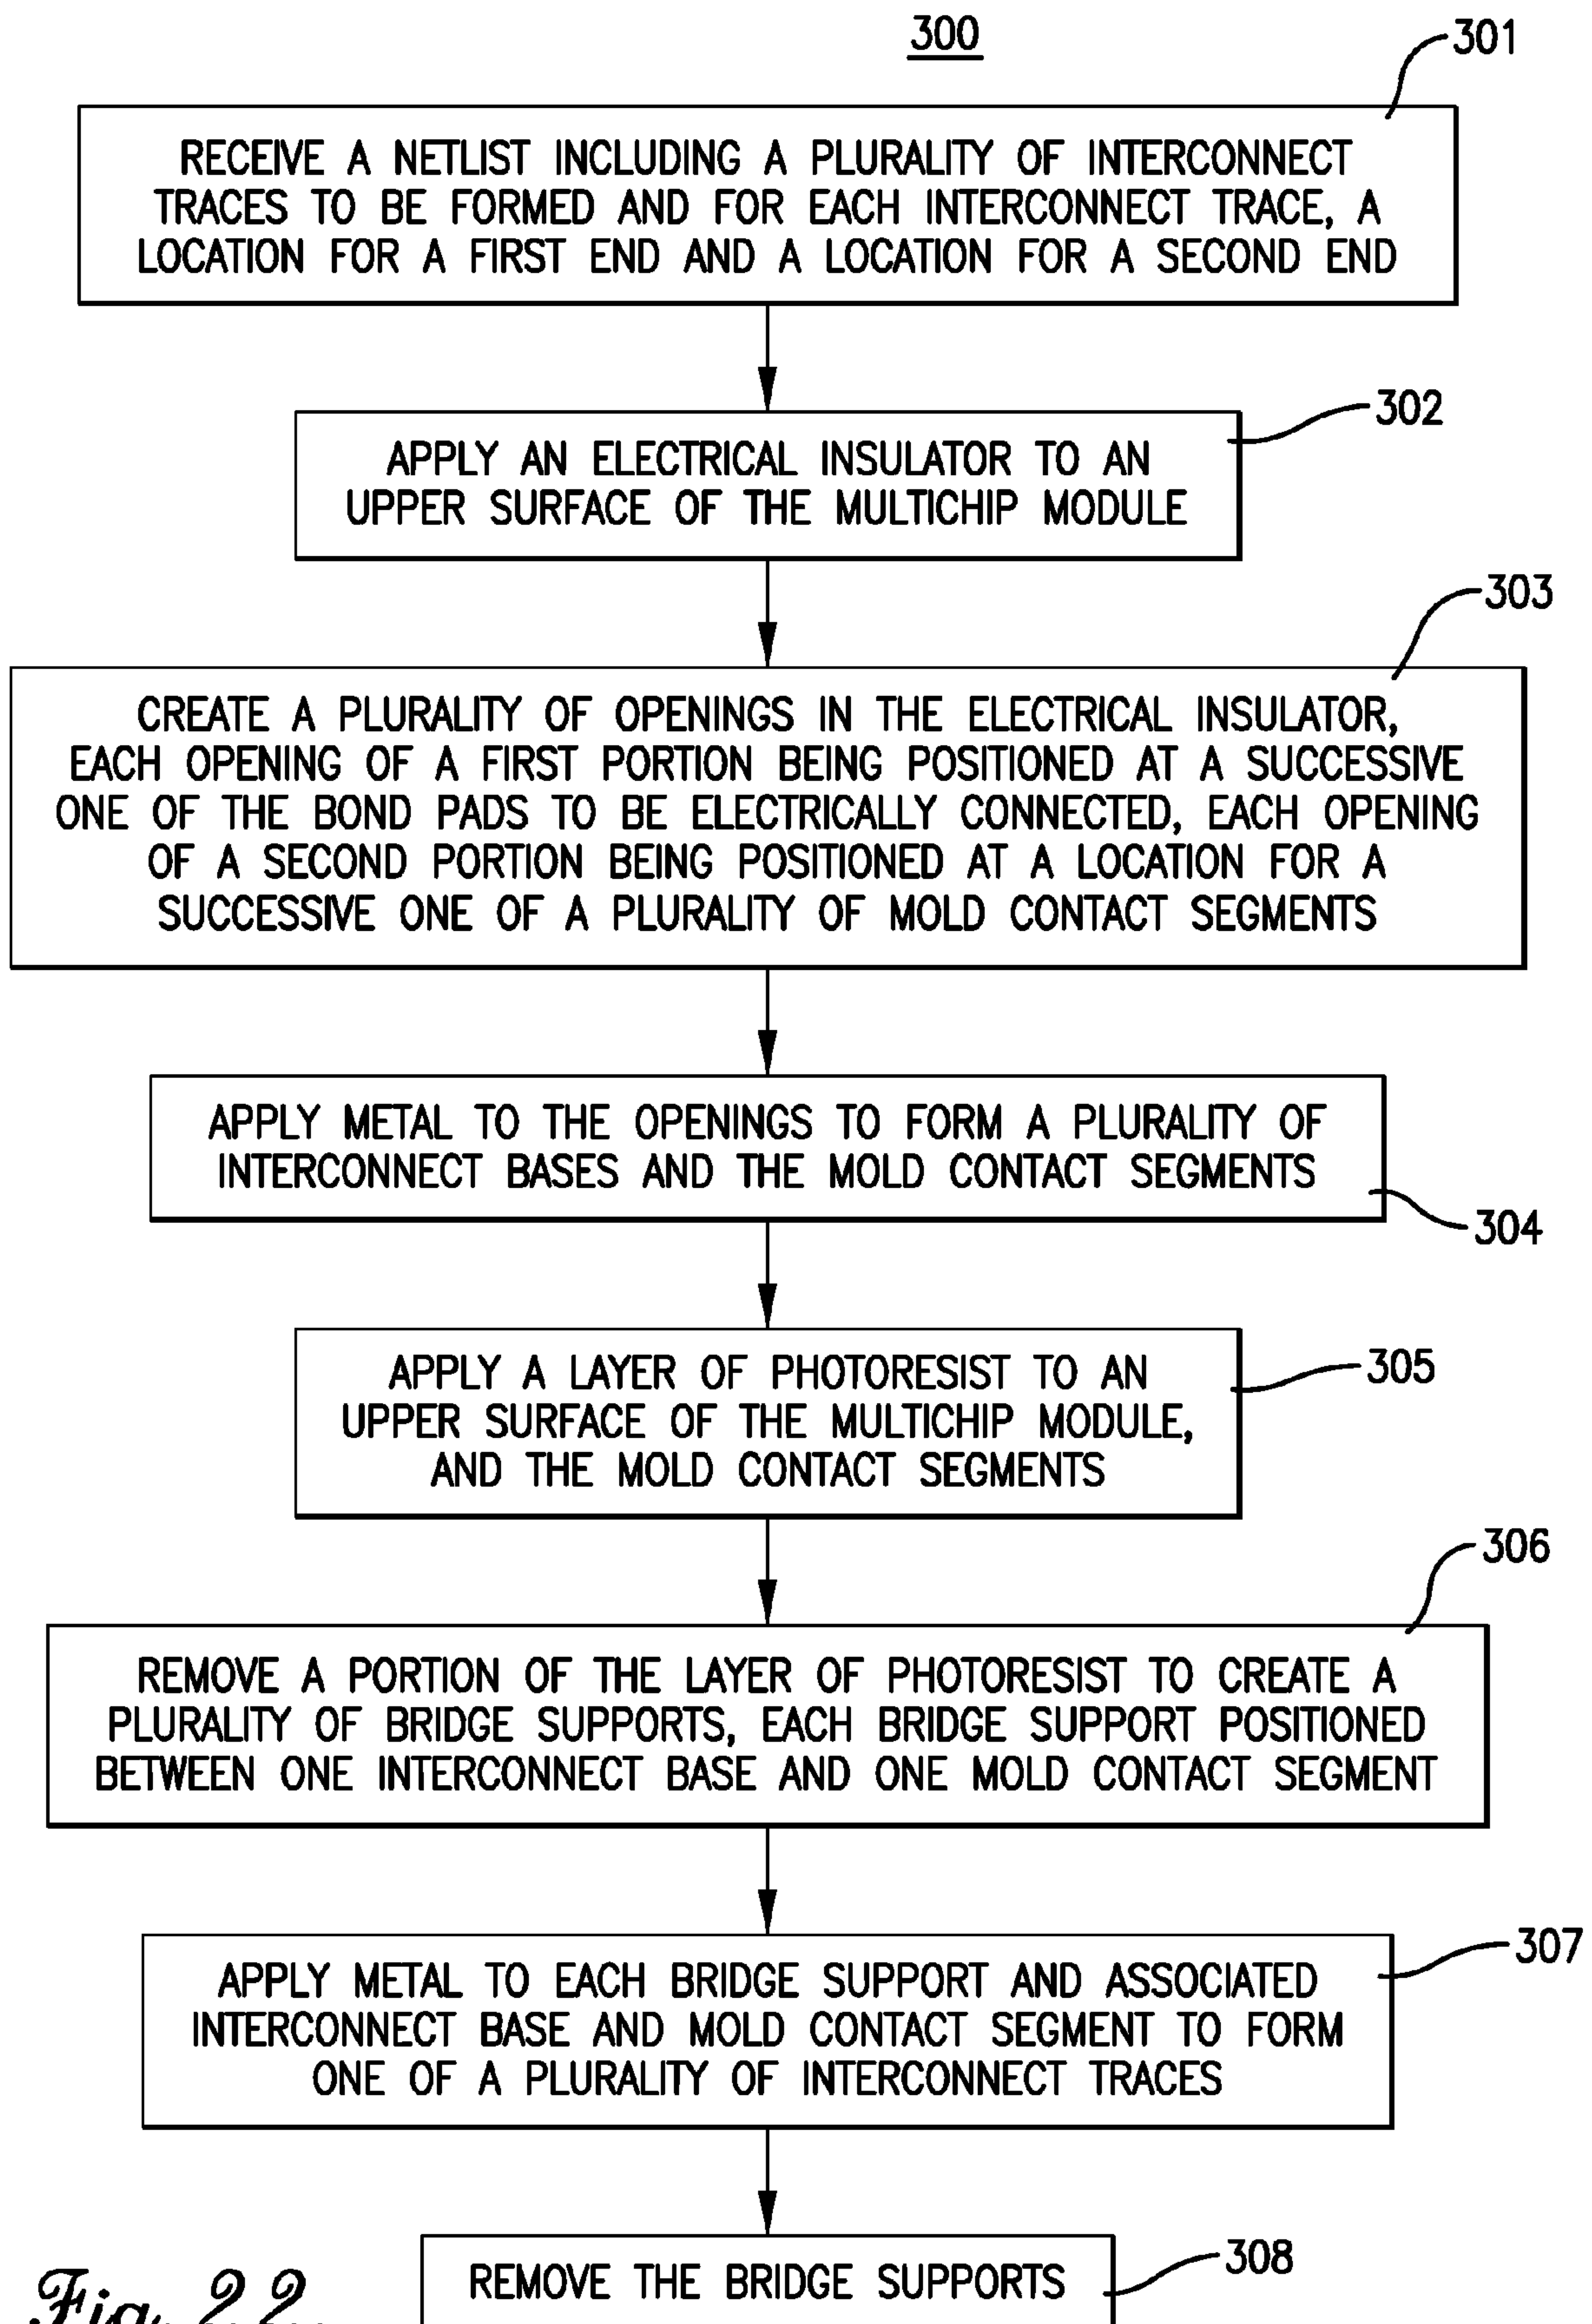 300
301
RECEIVE A NETLIST INCLUDING A PLURALITY OF INTERCONNECT
TRACES TO BE FORMED AND FOR EACH INTERCONNECT TRACE, A
LOCATION FOR A FIRST END AND A LOCATION FOR A SECOND END
302
APPLY AN ELECTRICAL INSULATOR TO AN
UPPER SURFACE OF THE MULTICHIP MODULE
303
CREATE A PLURALITY OF OPENINGS IN THE ELECTRICAL INSULATOR,
EACH OPENING OF A FIRST PORTION BEING POSITIONED AT A SUCCESSIVE
ONE OF THE BOND PADS TO BE ELECTRICALLY CONNECTED, EACH OPENING
OF A SECOND PORTION BEING POSITIONED AT A LOCATION FOR A
SUCCESSIVE ONE OF A PLURALITY OF MOLD CONTACT SEGMENTS
APPLY METAL TO THE OPENINGS TO FORM A PLURALITY OF
INTERCONNECT BASES AND THE MOLD CONTACT SEGMENTS
304
APPLY A LAYER OF PHOTORESIST TO AN
UPPER SURFACE OF THE MULTICHIP MODULE,
AND THE MOLD CONTACT SEGMENTS
305
306
REMOVE A PORTION OF THE LAYER OF PHOTORESIST TO CREATE A
PLURALITY OF BRIDGE SUPPORTS, EACH BRIDGE SUPPORT POSITIONED
BETWEEN ONE INTERCONNECT BASE AND ONE MOLD CONTACT SEGMENT
307
APPLY METAL TO EACH BRIDGE SUPPORT AND ASSOCIATED
INTERCONNECT BASE AND MOLD CONTACT SEGMENT TO FORM
ONE OF A PLURALITY OF INTERCONNECT TRACES
308
REMOVE THE BRIDGE SUPPORTS
Fig. 22.